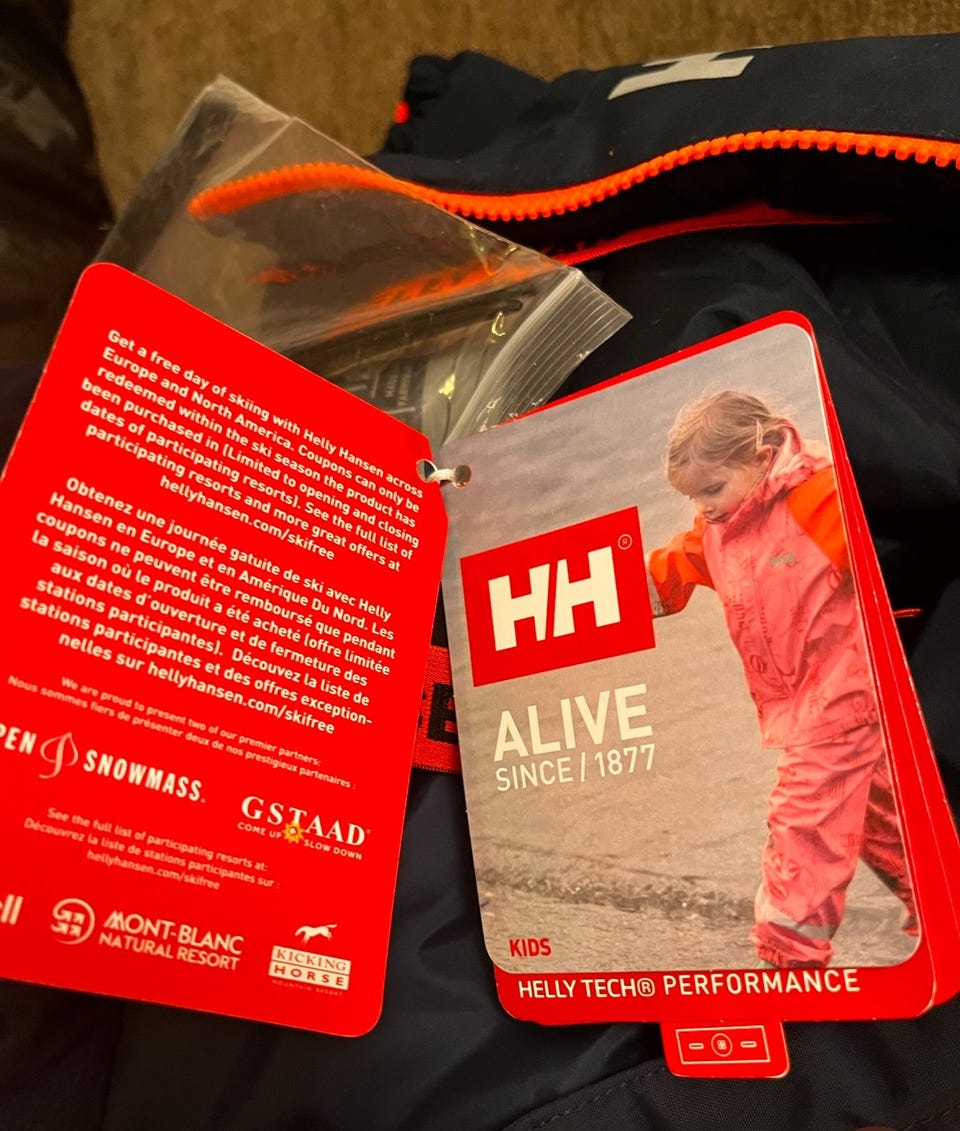 Get a free day of skiing with Helly Hansen across
Europe and North America. Coupons can only be
redeemed within the ski season the product has
been purchased in (Limited to opening and closing
dates of participating resorts). See the full list of
participating resorts and more great offers at
hellyhansen.com/skifree
Obtenez une journée gatuite de ski avec Helly
Hansen en Europe et en Amérique Du Nord. Les
coupons ne peuvent être remboursé que pendant
la saison où le produit a été acheté (offre limitée
aux dates d'ouverture et de fermeture des
stations participantes). Découvrez la liste de
stations participantes et des offres exception-
nelles sur hellyhansen.com/skifree
We are proud to present two of our premier partners:
Nous sommes fiers de présenter deux de nos prestigieux partenaires :
PEN SNOWMASS.
GSTAAD
COME UP SLOW DOWN
See the full list of participating resorts at:
Découvrez la liste de stations participantes sur :
hellyhansen.com/skifree
ell
MONT-BLANC
NATURAL RESORT
KICKING
HORSE
MOUNTAIN RESORT
HH®
ALIVE
SINCE / 1877
KIDS
HELLY TECH® PERFORMANCE